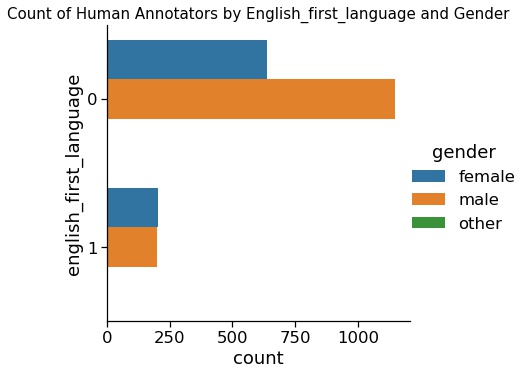 Count of Human Annotators by English_first_language and Gender
english_first_language
0
1
0 250 500 750 1000
count
gender
female
male
other